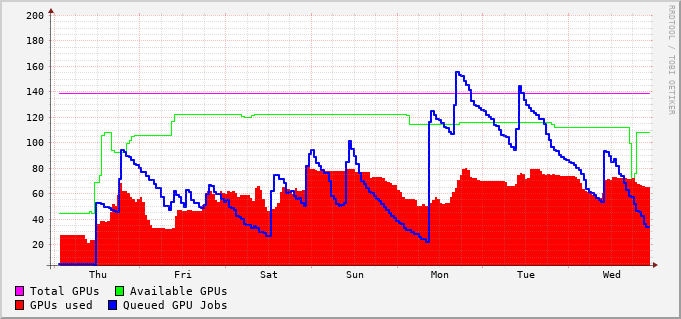 200
180
160
140
120
100
80
60
40
20
Thu Fri Sat Sun Mon Tue Wed
Total GPUs Available GPUs
GPUs used Queued GPU Jobs
RRDTOOL / TOBI OETIKER